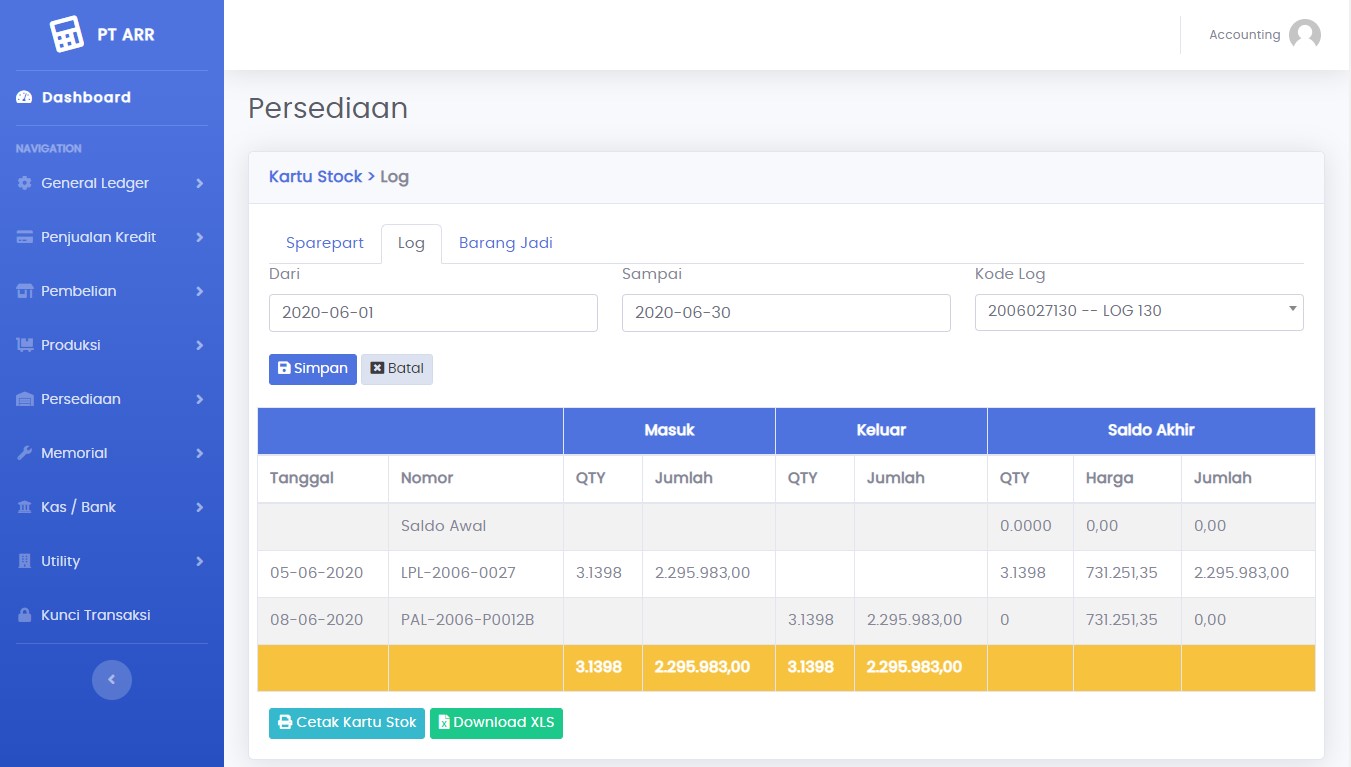 PT ARR
Accounting
Dashboard
NAVIGATION
General Ledger
Penjualan Kredit
Pembelian
Produksi
Persediaan
Memorial
Kas / Bank
Utility
Kunci Transaksi
Persediaan
Kartu Stock > Log
Sparepart Log Barang Jadi
Dari Sampai Kode Log
2020-06-01 2020-06-30 2006027130 -- LOG 130
Simpan Batal
Masuk Keluar Saldo Akhir
Tanggal Nomor QTY Jumlah QTY Jumlah QTY Harga Jumlah
Saldo Awal 0.0000 0,00 0,00
05-06-2020 LPL-2006-0027 3.1398 2.295.983,00 3.1398 731.251,35 2.295.983,00
08-06-2020 PAL-2006-P0012B 3.1398 2.295.983,00 0 731.251,35 0,00
3.1398 2.295.983,00 3.1398 2.295.983,00
Cetak Kartu Stok Download XLS